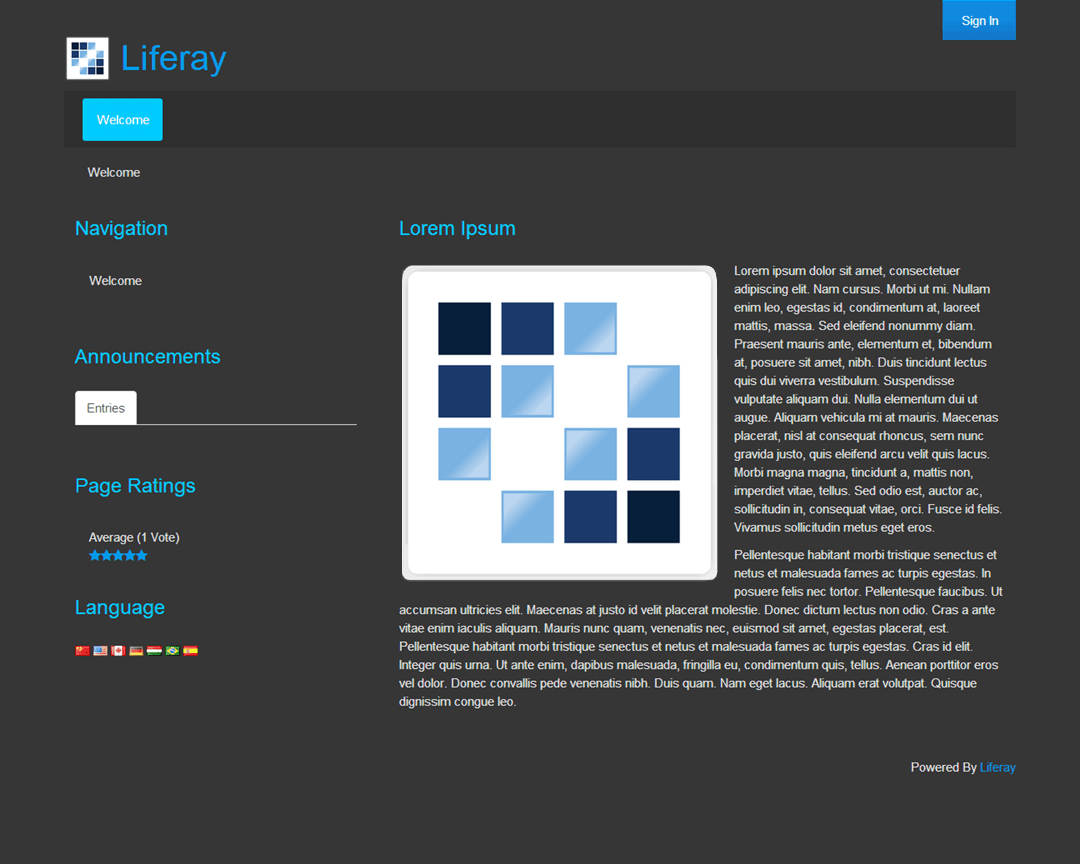 Sign In
Liferay
Welcome
Welcome
Navigation
Welcome
Announcements
Entries
Page Ratings
Average (1 Vote)
Language
Lorem Ipsum
Lorem ipsum dolor sit amet, consectetuer
adipiscing elit. Nam cursus. Morbi ut mi. Nullam
enim leo, egestas id, condimentum at, laoreet
mattis, massa. Sed eleifend nonummy diam.
Praesent mauris ante, elementum et, bibendum
at, posuere sit amet, nibh. Duis tincidunt lectus
quis dui viverra vestibulum. Suspendisse
vulputate aliquam dui. Nulla elementum dui ut
augue. Aliquam vehicula mi at mauris. Maecenas
placerat, nisl at consequat rhoncus, sem nunc
gravida justo, quis eleifend arcu velit quis lacus.
Morbi magna magna, tincidunt a, mattis non,
imperdiet vitae, tellus. Sed odio est, auctor ac,
sollicitudin in, consequat vitae, orci. Fusce id felis.
Vivamus sollicitudin metus eget eros.
Pellentesque habitant morbi tristique senectus et
netus et malesuada fames ac turpis egestas. In
posuere felis nec tortor. Pellentesque faucibus. Ut
accumsan ultricies elit. Maecenas at justo id velit placerat molestie. Donec dictum lectus non odio. Cras a ante
vitae enim iaculis aliquam. Mauris nunc quam, venenatis nec, euismod sit amet, egestas placerat, est.
Pellentesque habitant morbi tristique senectus et netus et malesuada fames ac turpis egestas. Cras id elit.
Integer quis urna. Ut ante enim, dapibus malesuada, fringilla eu, condimentum quis, tellus. Aenean porttitor eros
vel dolor. Donec convallis pede venenatis nibh. Duis quam. Nam eget lacus. Aliquam erat volutpat. Quisque
dignissim congue leo.
Powered By Liferay